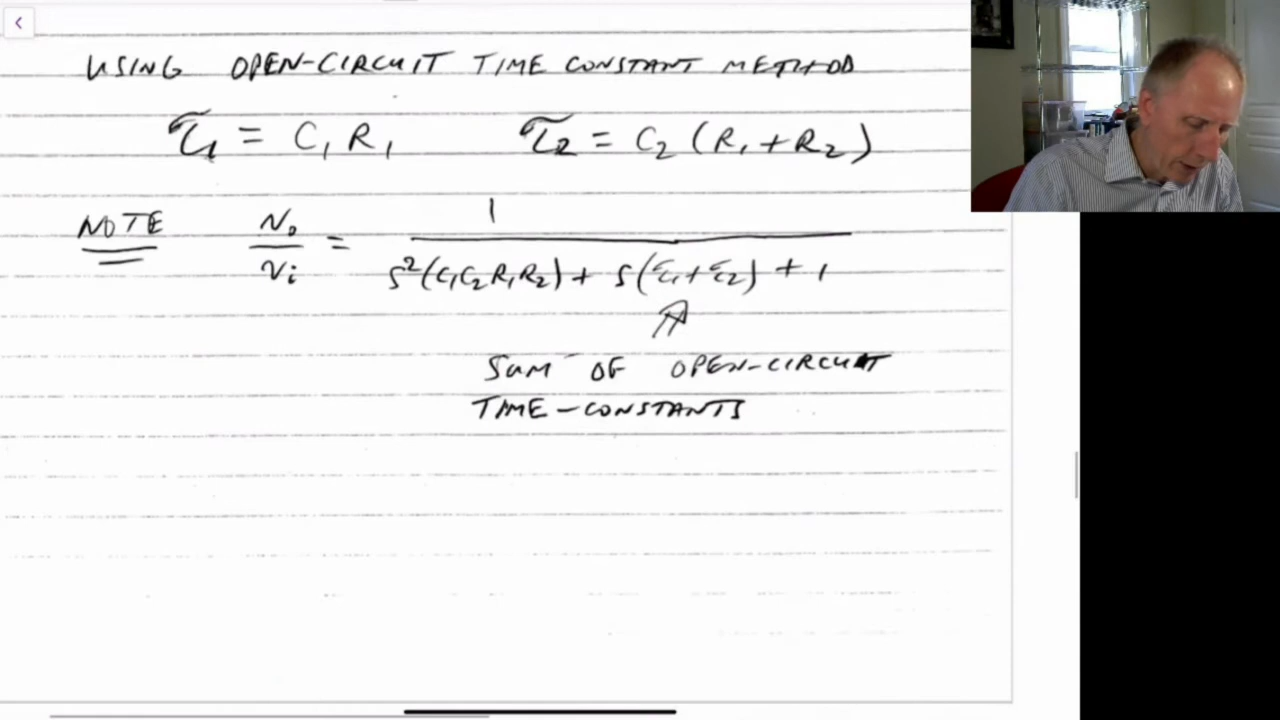 USING OPEN-CIRCUIT TIME CONSTANT METHOD
τ₁ = C₁R₁ τ₂ = C₂(R₁+R₂)
NOTE Vo/Vi = 1/(s²(C₁C₂R₁R₂) + s(τ₁+τ₂) + 1)
SUM OF OPEN-CIRCUIT
TIME-CONSTANTS